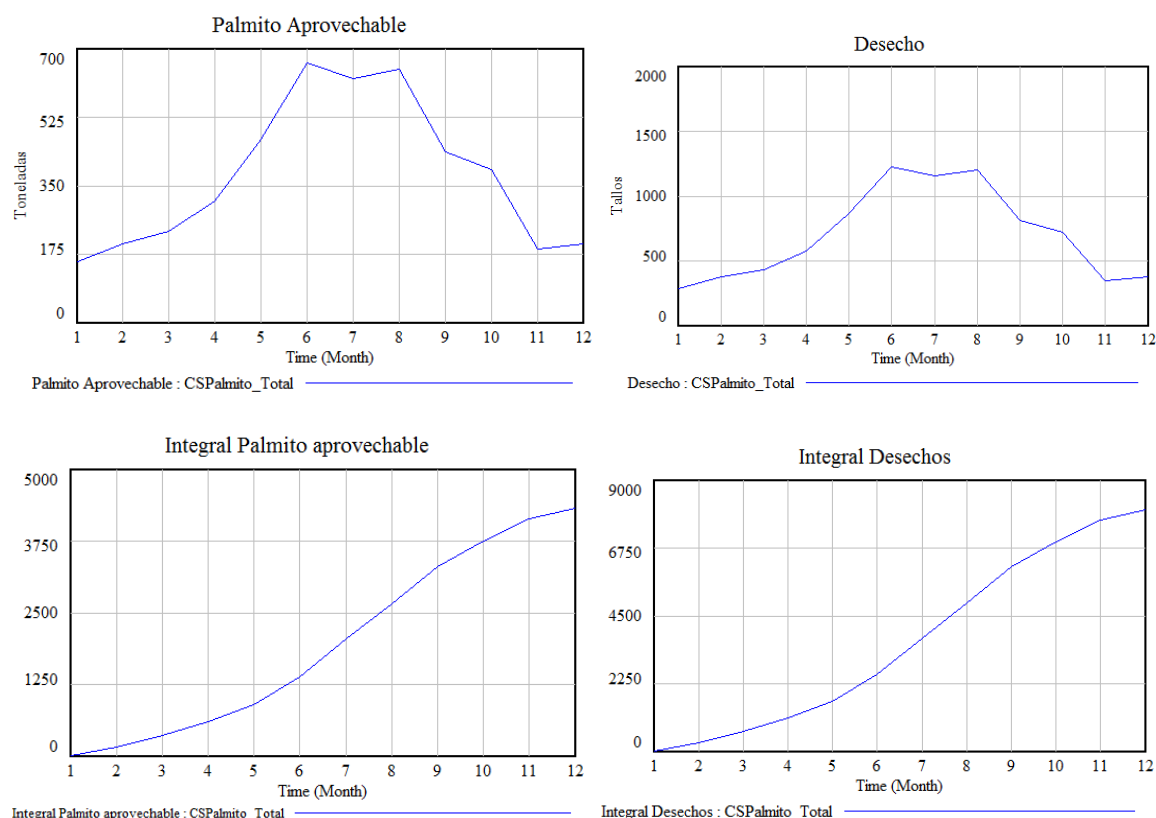 Palmito Aprovechable
700
525
350
175
0
Toneladas
1 2 3 4 5 6 7 8 9 10 11 12
Time (Month)
Palmito Aprovechable : CSPalmito_Total
Desecho
2000
1500
1000
500
0
Tallos
1 2 3 4 5 6 7 8 9 10 11 12
Time (Month)
Desecho : CSPalmito_Total
Integral Palmito aprovechable
5000
3750
2500
1250
0
1 2 3 4 5 6 7 8 9 10 11 12
Time (Month)
Integral Palmito aprovechable : CSPalmito_Total
Integral Desechos
9000
6750
4500
2250
0
1 2 3 4 5 6 7 8 9 10 11 12
Time (Month)
Integral Desechos : CSPalmito_Total